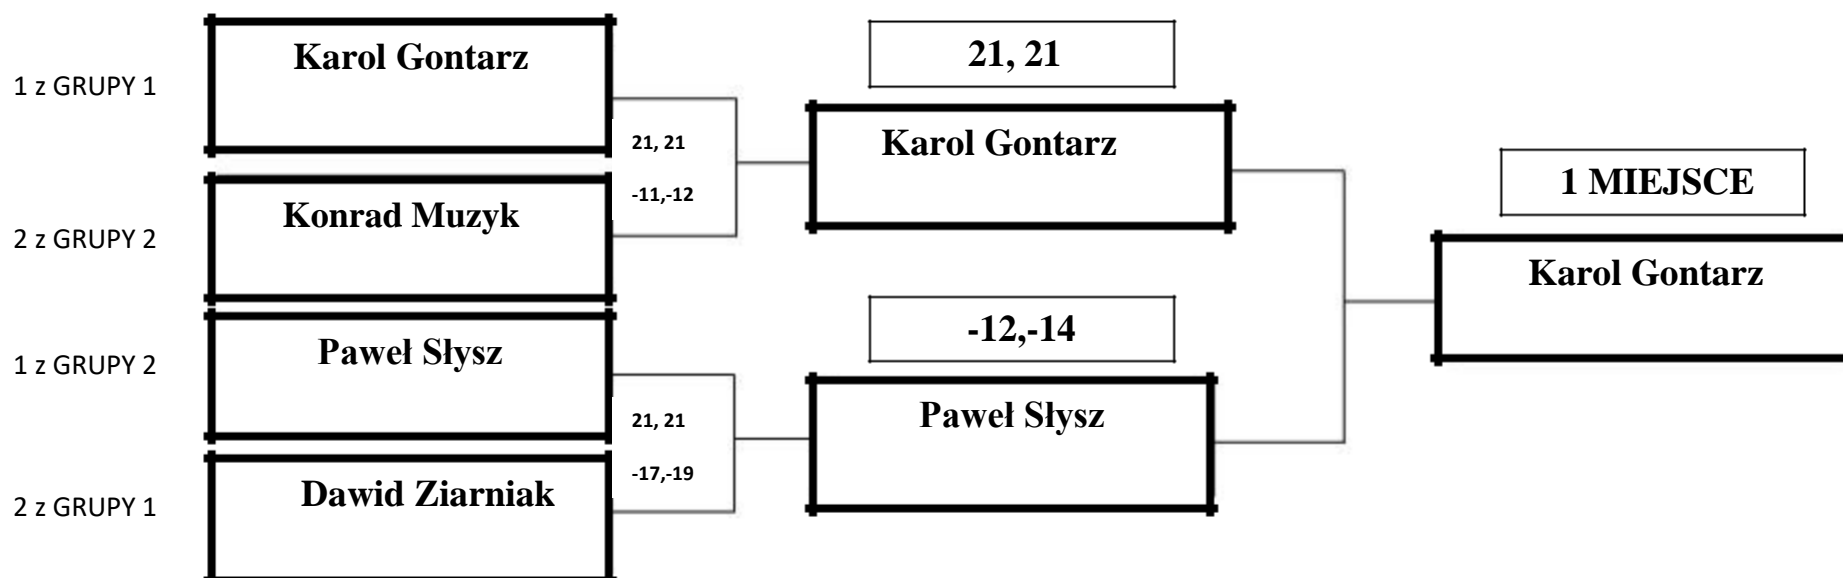 1 z GRUPY 1
Karol Gontarz
21, 21
-11,-12
2 z GRUPY 2
Konrad Muzyk
1 z GRUPY 2
Paweł Słysz
21, 21
-17,-19
2 z GRUPY 1
Dawid Ziarniak
21, 21
Karol Gontarz
-12,-14
Paweł Słysz
1 MIEJSCE
Karol Gontarz